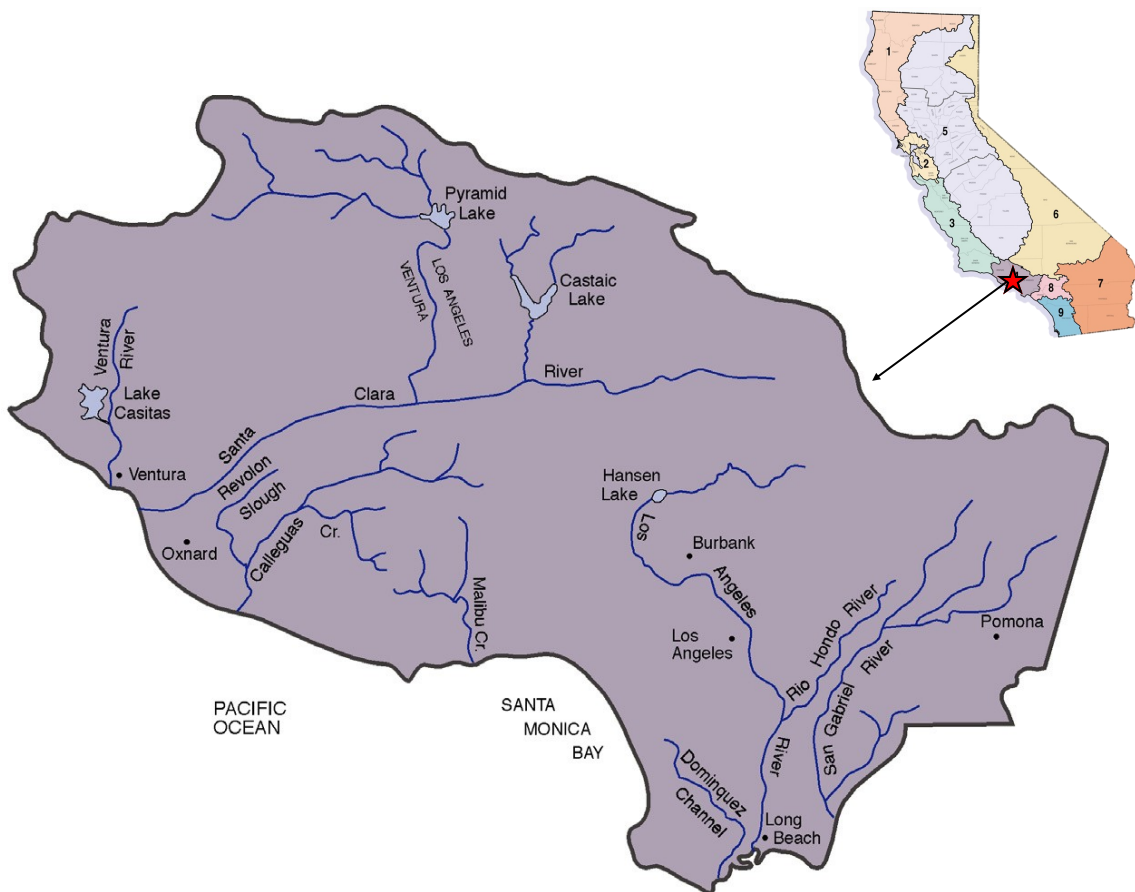 1
5
2
3
6
7
8
9
Pyramid
Lake
VENTURA
LOS ANGELES
Castaic
Lake
Ventura
River
Lake
Casitas
Ventura
Santa
Clara
River
Revolon
Slough
Oxnard
Calleguas
Cr.
Malibu Cr.
Hansen
Lake
Burbank
Los
Angeles
River
Los
Angeles
Rio Hondo River
San Gabriel River
Pomona
PACIFIC
OCEAN
SANTA
MONICA
BAY
Dominquez
Channel
Long
Beach